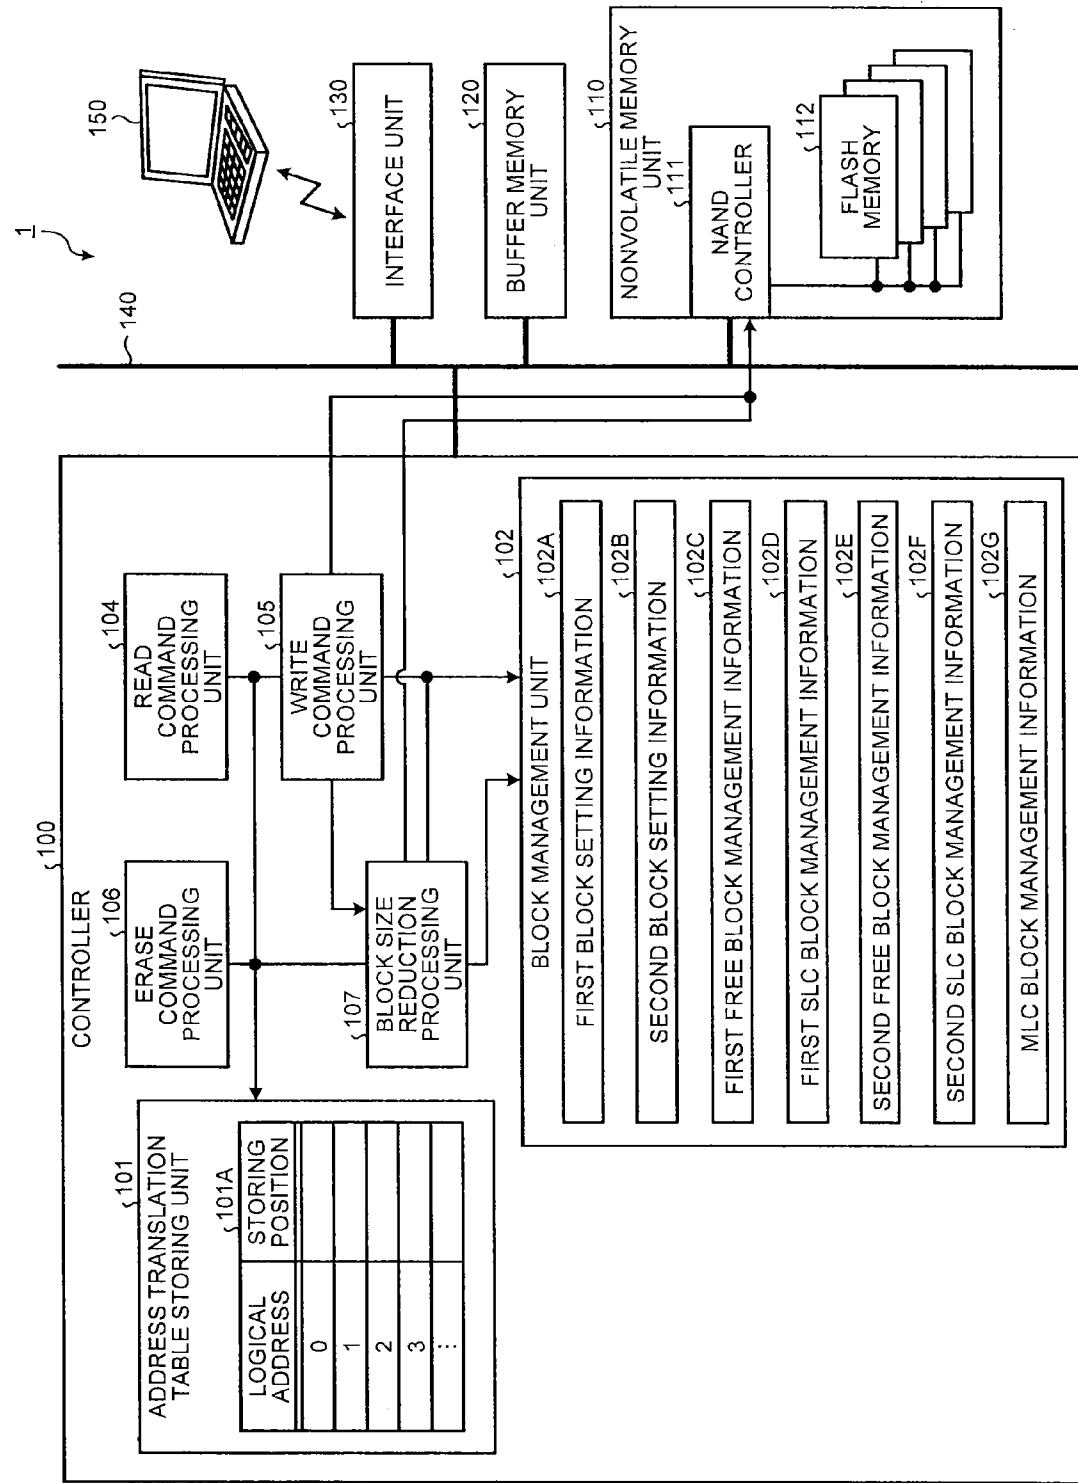 1
100
CONTROLLER
101
ADDRESS TRANSLATION
TABLE STORING UNIT
101A
LOGICAL
ADDRESS
STORING
POSITION
0
1
2
3
⋮
106
ERASE
COMMAND
PROCESSING
UNIT
104
READ
COMMAND
PROCESSING
UNIT
107
BLOCK SIZE
REDUCTION
PROCESSING
UNIT
105
WRITE
COMMAND
PROCESSING
UNIT
102
BLOCK MANAGEMENT UNIT
102A
FIRST BLOCK SETTING INFORMATION
102B
SECOND BLOCK SETTING INFORMATION
102C
FIRST FREE BLOCK MANAGEMENT INFORMATION
102D
FIRST SLC BLOCK MANAGEMENT INFORMATION
102E
SECOND FREE BLOCK MANAGEMENT INFORMATION
102F
SECOND SLC BLOCK MANAGEMENT INFORMATION
102G
MLC BLOCK MANAGEMENT INFORMATION
140
150
130
INTERFACE UNIT
120
BUFFER MEMORY
UNIT
110
NONVOLATILE MEMORY
UNIT
111
NAND
CONTROLLER
112
FLASH
MEMORY